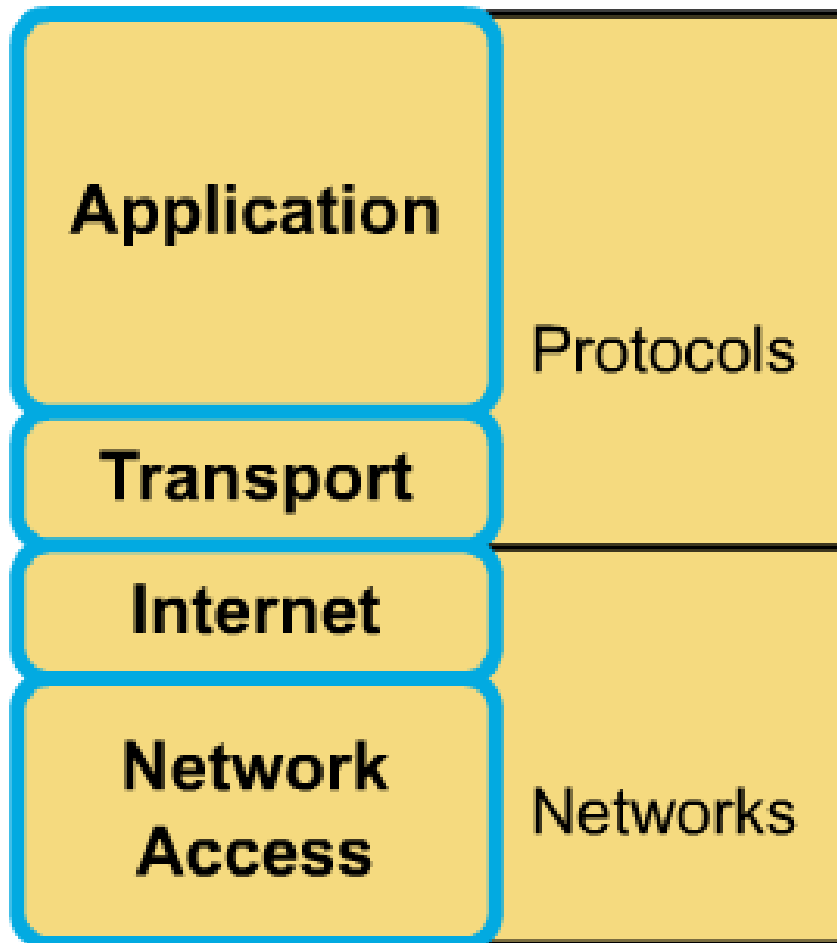 Application
Protocols
Transport
Internet
Network
Access
Networks